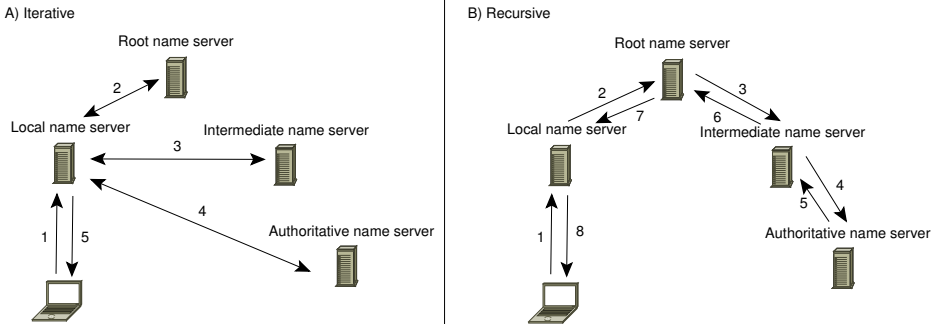 A) Iterative
Root name server
2
Local name server
Intermediate name server
3
4
Authoritative name server
1
5
B) Recursive
Root name server
2
3
7
6
Local name server
Intermediate name server
4
5
Authoritative name server
1
8